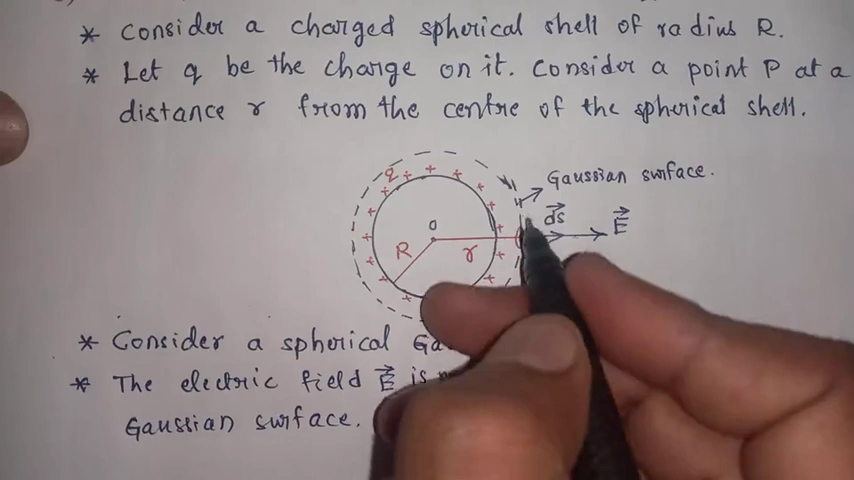 * Consider a charged spherical shell of radius R.
* Let q be the charge on it. Consider a point P at a
distance r from the centre of the spherical shell.
q
Gaussian surface.
ds
E
O
R
r
* Consider a spherical
* The electric field E is
Gaussian surface.